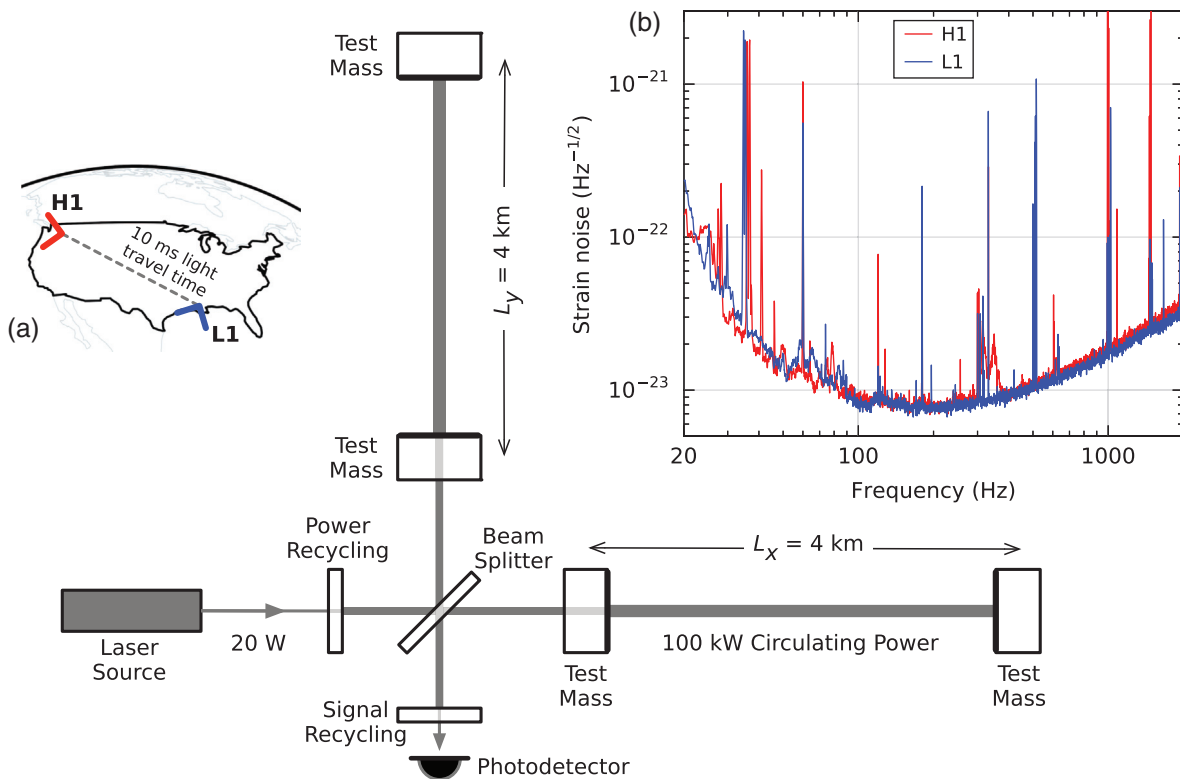 Test
Mass
Ly = 4 km
H1
10 ms light
travel time
L1
(a)
(b)
H1
L1
Strain noise (Hz−1/2)
10−21
10−22
10−23
20
100
1000
Frequency (Hz)
Test
Mass
Power
Recycling
Beam
Splitter
Lx = 4 km
Laser
Source
20 W
100 kW Circulating Power
Test
Mass
Test
Mass
Signal
Recycling
Photodetector